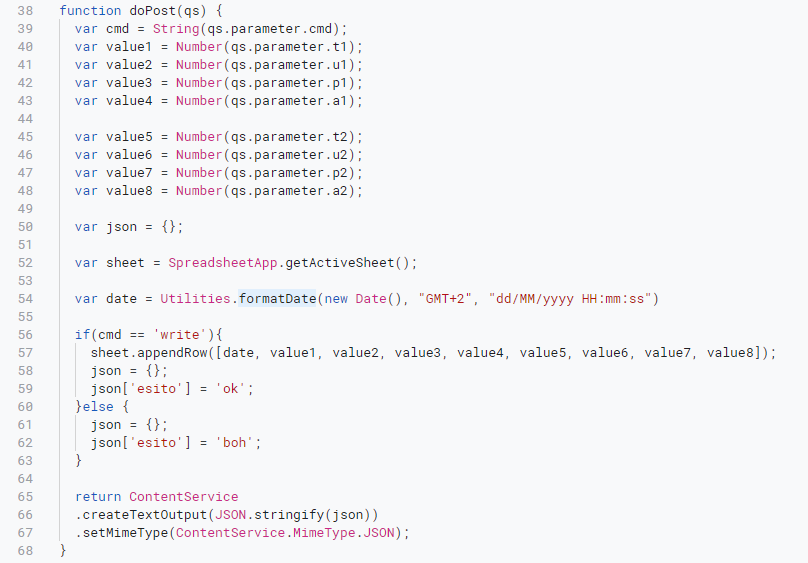 38 function doPost(qs) {
39 var cmd = String(qs.parameter.cmd);
40 var value1 = Number(qs.parameter.t1);
41 var value2 = Number(qs.parameter.u1);
42 var value3 = Number(qs.parameter.p1);
43 var value4 = Number(qs.parameter.a1);
44
45 var value5 = Number(qs.parameter.t2);
46 var value6 = Number(qs.parameter.u2);
47 var value7 = Number(qs.parameter.p2);
48 var value8 = Number(qs.parameter.a2);
49
50 var json = {};
51
52 var sheet = SpreadsheetApp.getActiveSheet();
53
54 var date = Utilities.formatDate(new Date(), "GMT+2", "dd/MM/yyyy HH:mm:ss")
55
56 if(cmd == 'write'){
57 sheet.appendRow([date, value1, value2, value3, value4, value5, value6, value7, value8]);
58 json = {};
59 json['esito'] = 'ok';
60 }else {
61 json = {};
62 json['esito'] = 'boh';
63 }
64
65 return ContentService
66 .createTextOutput(JSON.stringify(json))
67 .setMimeType(ContentService.MimeType.JSON);
68 }